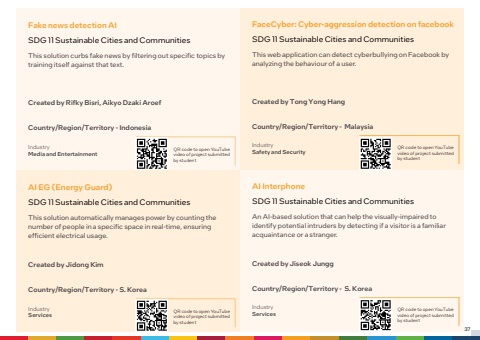 Fake news detection AI
SDG 11 Sustainable Cities and Communities
This solution curbs fake news by filtering out specific topics by
training itself against that text.
Created by Rifky Bisri, Aikyo Dzaki Aroef
Country/Region/Territory - Indonesia
Industry
Media and Entertainment
QR code to open YouTube
video of project submitted
by student
FaceCyber: Cyber-aggression detection on facebook
SDG 11 Sustainable Cities and Communities
This web application can detect cyberbullying on Facebook by
analyzing the behaviour of a user.
Created by Tong Yong Hang
Country/Region/Territory - Malaysia
Industry
Safety and Security
QR code to open YouTube
video of project submitted
by student
AI EG (Energy Guard)
SDG 11 Sustainable Cities and Communities
This solution automatically manages power by counting the
number of people in a specific space in real-time, ensuring
efficient electrical usage.
Created by Jidong Kim
Country/Region/Territory - S. Korea
Industry
Services
QR code to open YouTube
video of project submitted
by student
AI Interphone
SDG 11 Sustainable Cities and Communities
An AI-based solution that can help the visually-impaired to
identify potential intruders by detecting if a visitor is a familiar
acquaintance or a stranger.
Created by Jiseok Jungg
Country/Region/Territory - S. Korea
Industry
Services
QR code to open YouTube
video of project submitted
by student
37